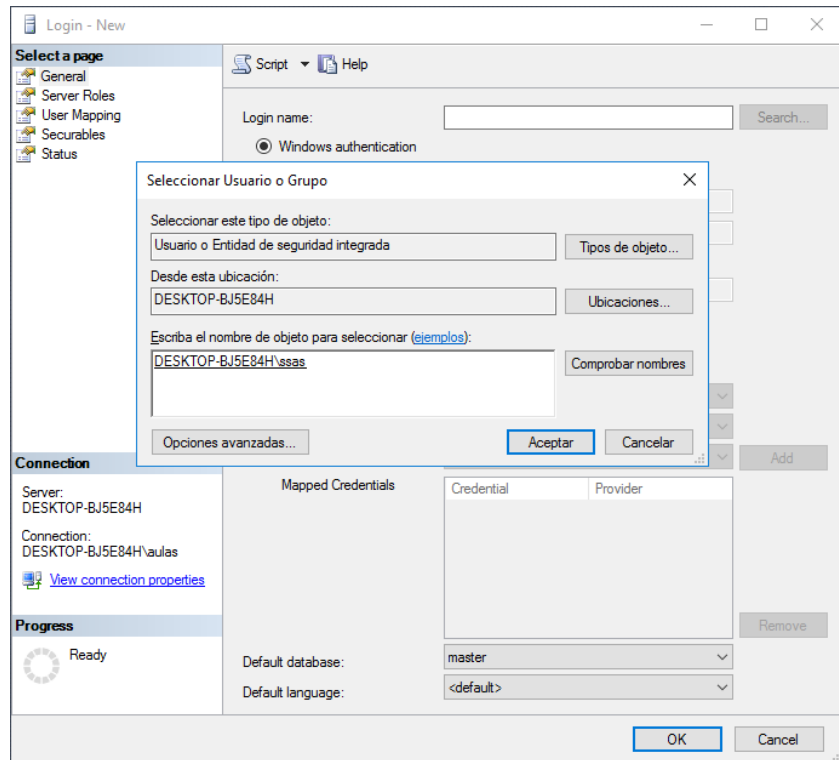 Login - New
Select a page
General
Server Roles
User Mapping
Securables
Status
Script
Help
Login name:
Search...
Windows authentication
Seleccionar Usuario o Grupo
Seleccionar este tipo de objeto:
Usuario o Entidad de seguridad integrada
Tipos de objeto...
Desde esta ubicación:
DESKTOP-BJ5E84H
Ubicaciones...
Escriba el nombre de objeto para seleccionar (ejemplos):
DESKTOP-BJ5E84H\ssas
Comprobar nombres
Opciones avanzadas...
Aceptar
Cancelar
Add
Mapped Credentials
Credential
Provider
Remove
Default database:
master
Default language:
<default>
Connection
Server:
DESKTOP-BJ5E84H
Connection:
DESKTOP-BJ5E84H\aulas
View connection properties
Progress
Ready
OK
Cancel